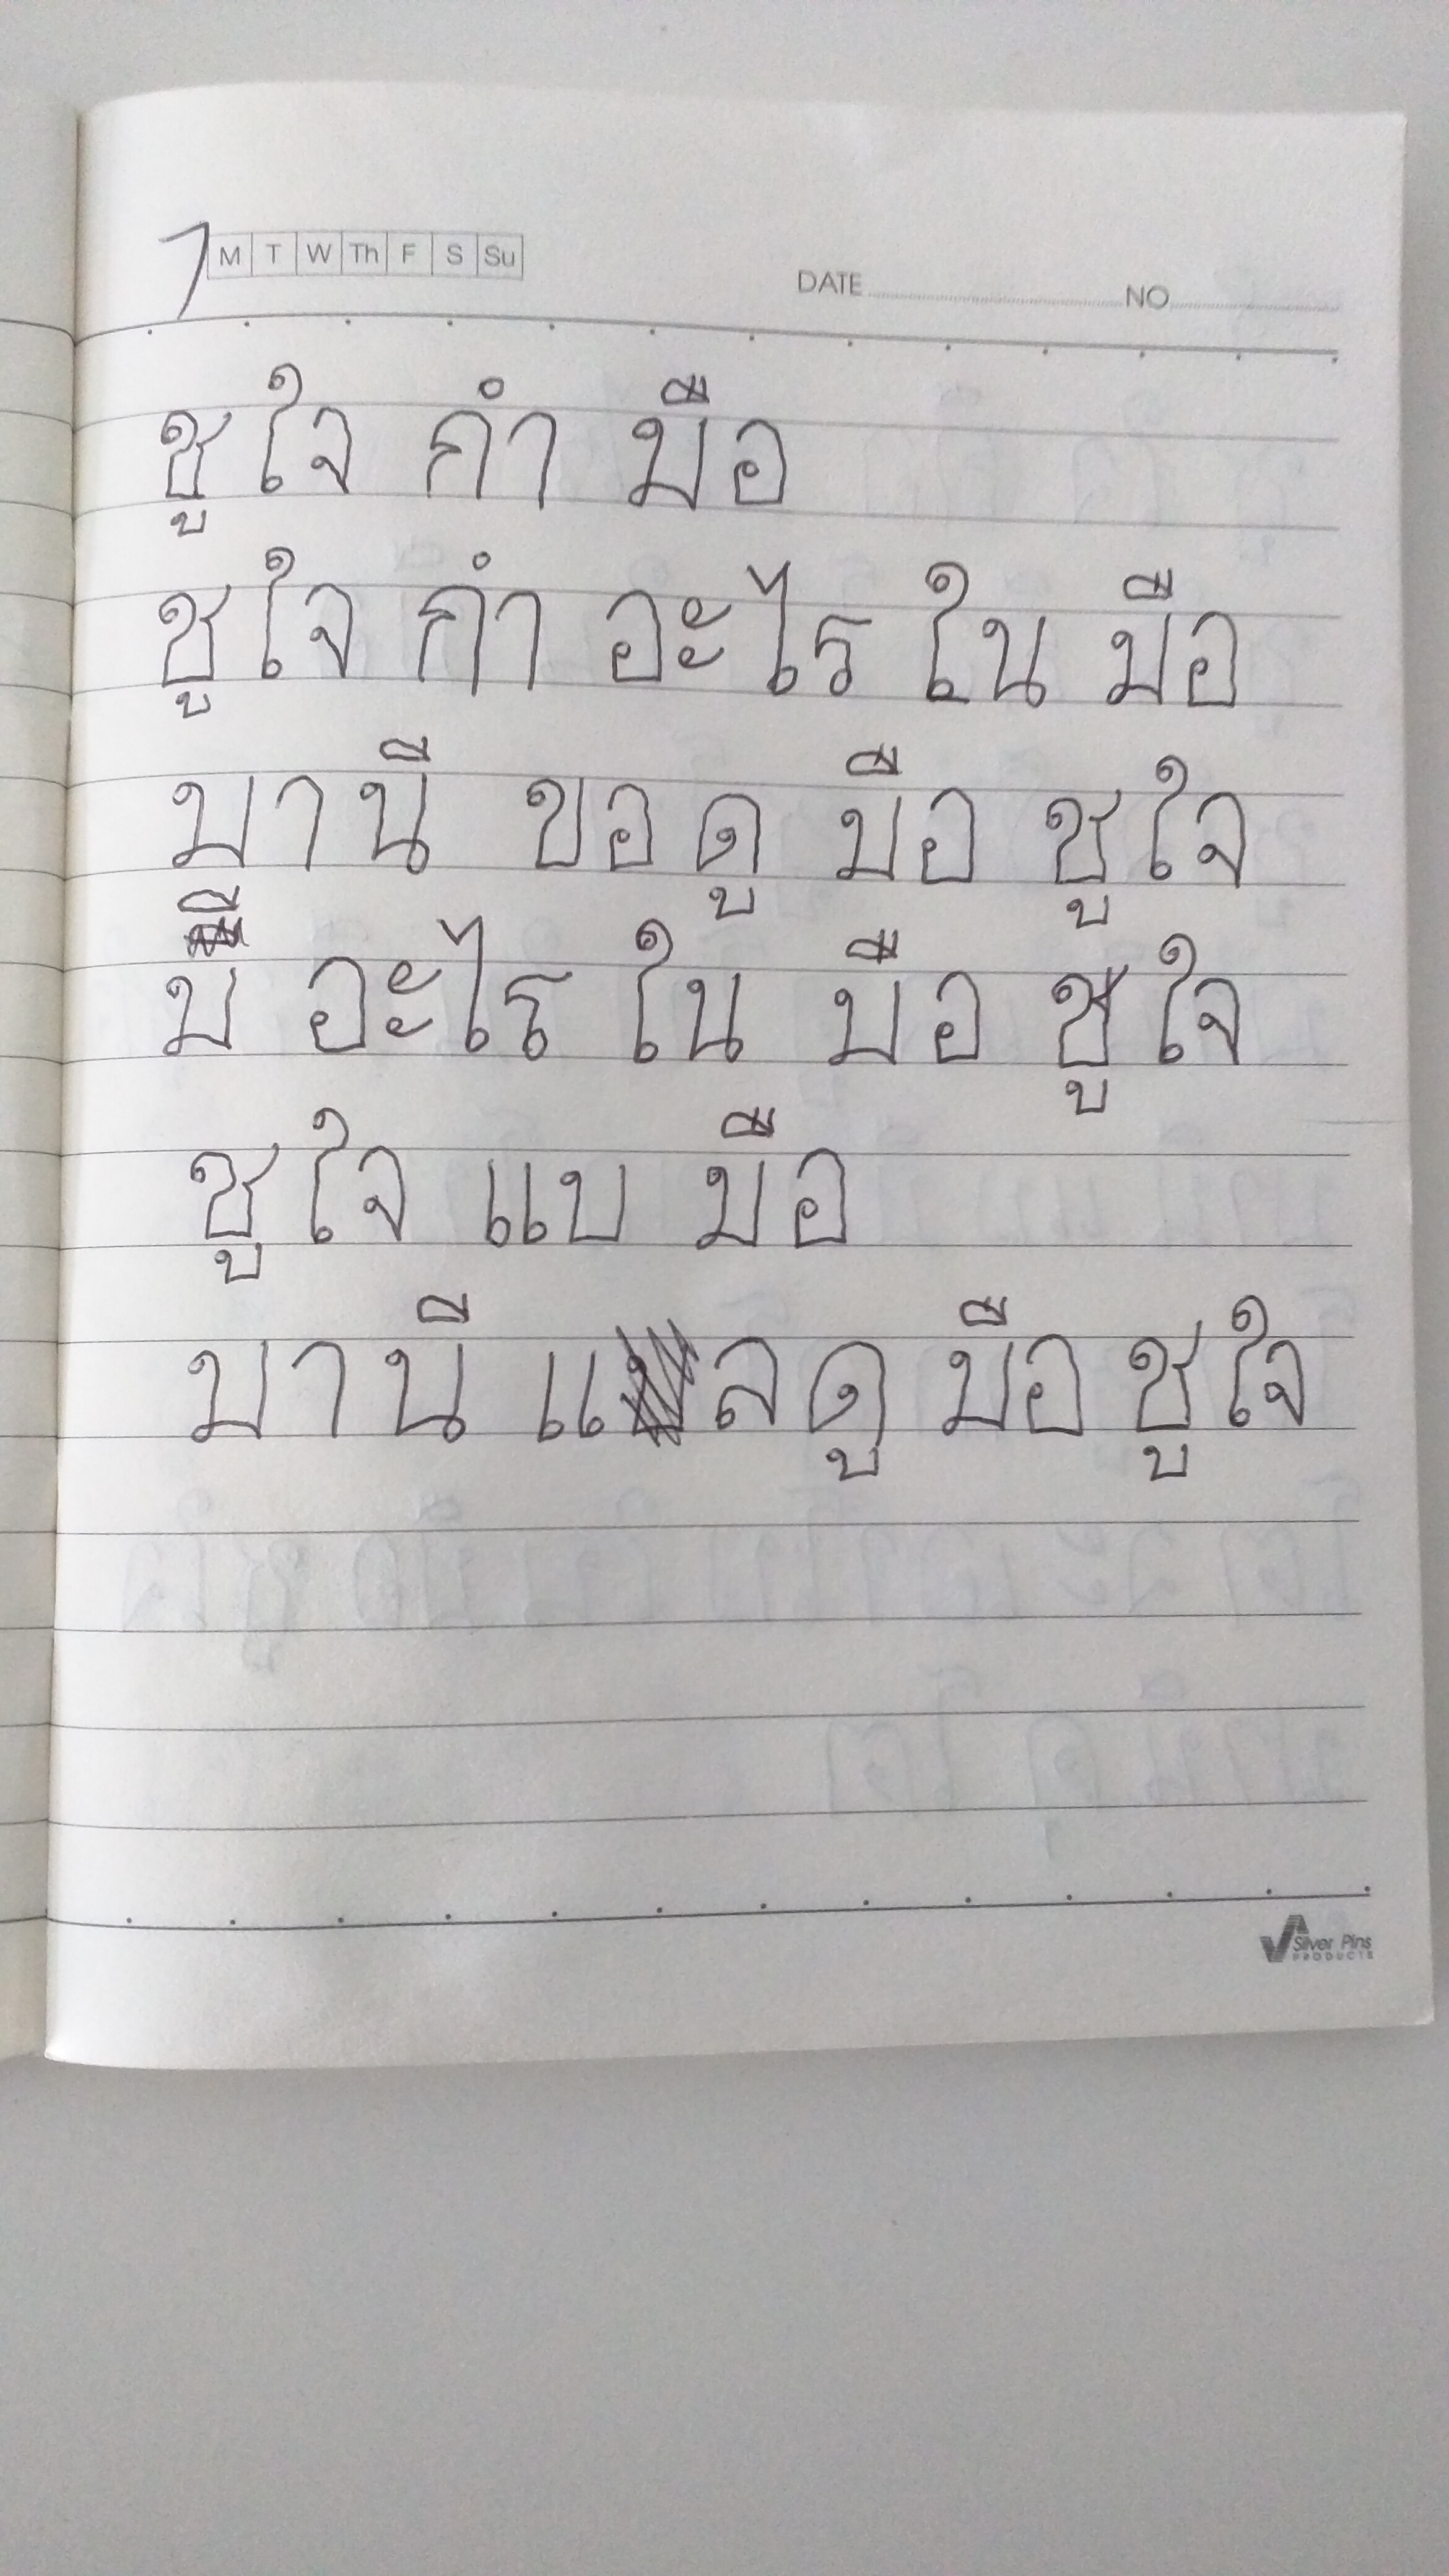 7 M T W Th F S Su
DATE NO
ชูใจ กำ มือ
ชูใจ กำ อะไร ใน มือ
มานี ขอ ดู มือ ชูใจ
มี อะไร ใน มือ ชูใจ
ชูใจ แบ มือ
มานี แลดู มือ ชูใจ
Silver Pins
PRODUCTS